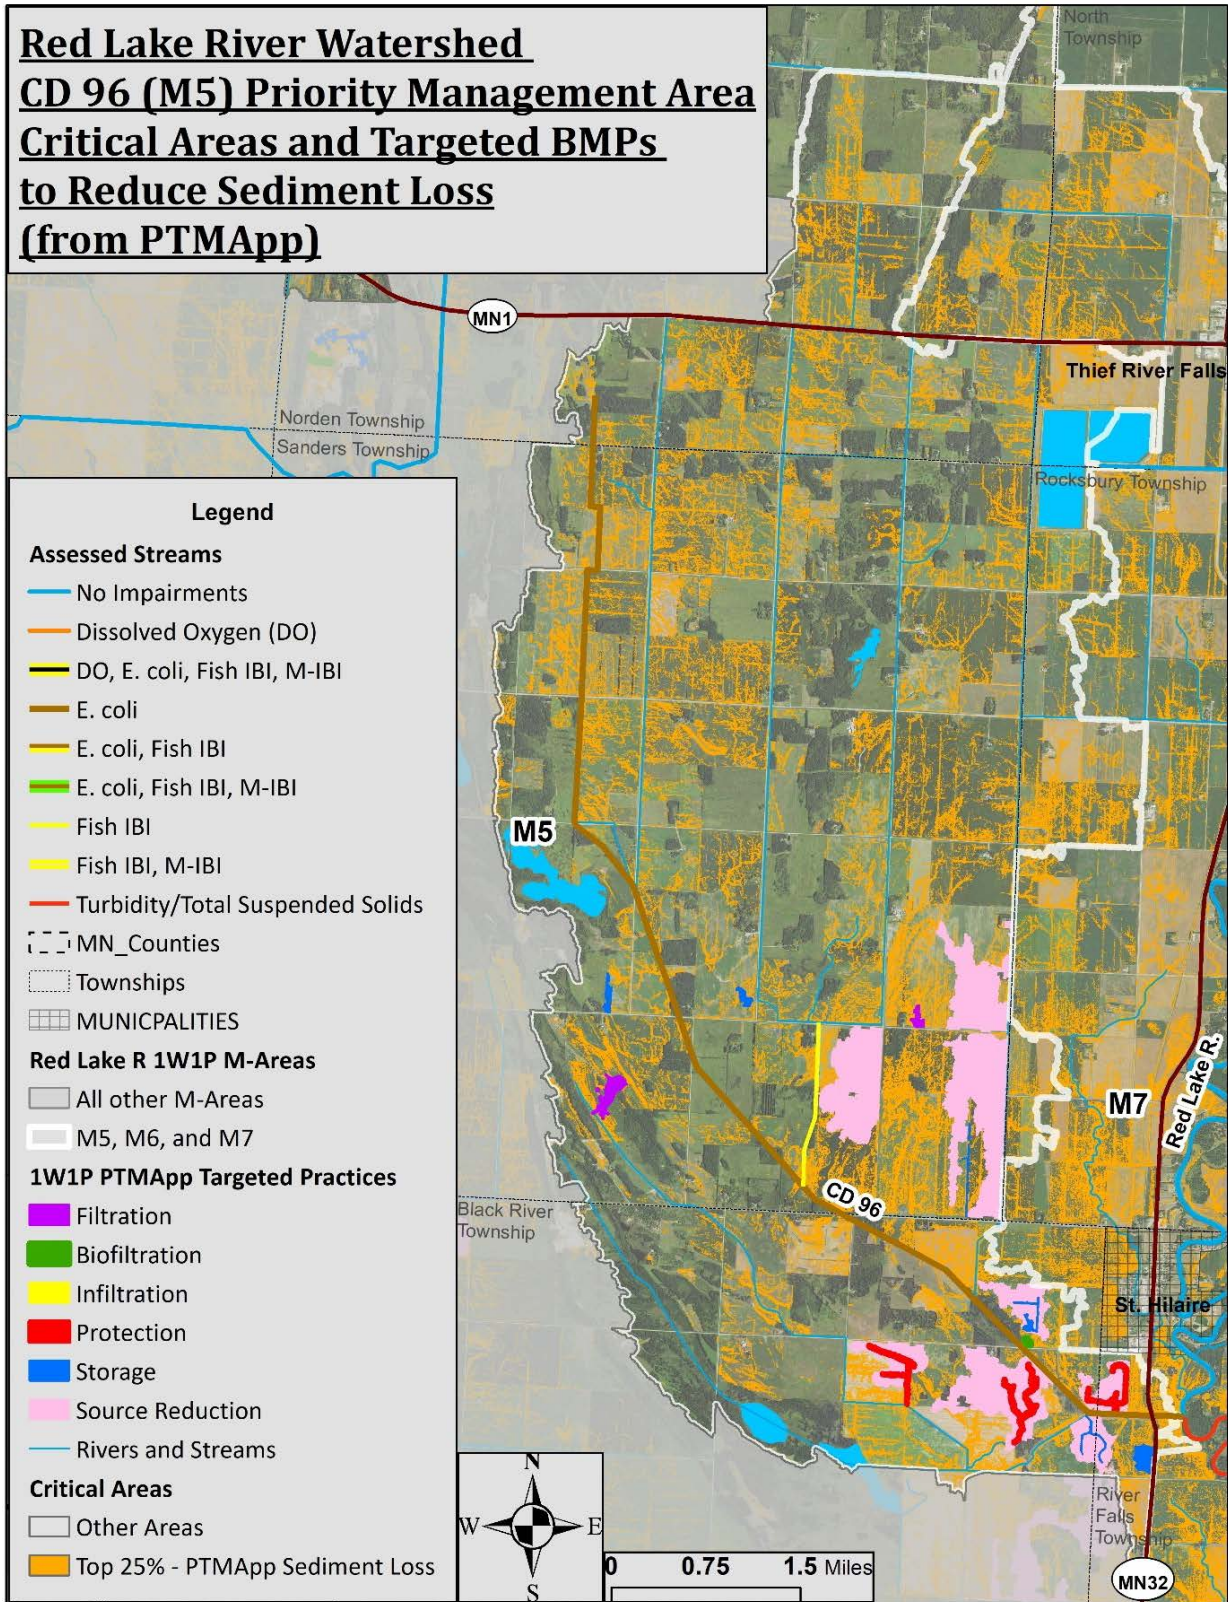 Red Lake River Watershed
CD 96 (M5) Priority Management Area
Critical Areas and Targeted BMPs
to Reduce Sediment Loss
(from PTMApp)
North
Township
MN1
Thief River Falls
Norden Township
Sanders Township
Rocksbury Township
Legend
Assessed Streams
No Impairments
Dissolved Oxygen (DO)
DO, E. coli, Fish IBI, M-IBI
E. coli
E. coli, Fish IBI
E. coli, Fish IBI, M-IBI
Fish IBI
Fish IBI, M-IBI
Turbidity/Total Suspended Solids
MN_Counties
Townships
MUNICPALITIES
Red Lake R 1W1P M-Areas
All other M-Areas
M5, M6, and M7
1W1P PTMApp Targeted Practices
Filtration
Biofiltration
Infiltration
Protection
Storage
Source Reduction
Rivers and Streams
Critical Areas
Other Areas
Top 25% - PTMApp Sediment Loss
M5
M7
Red Lake R.
CD 96
Black River
Township
St. Hilaire
River
Falls
Township
MN32
N
W E
S
0 0.75 1.5 Miles